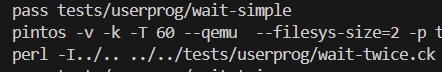 pass tests/userprog/wait-simple
pintos -v -k -T 60 --qemu  --filesys-size=2 -p t
perl -I../.. ../../tests/userprog/wait-twice.ck